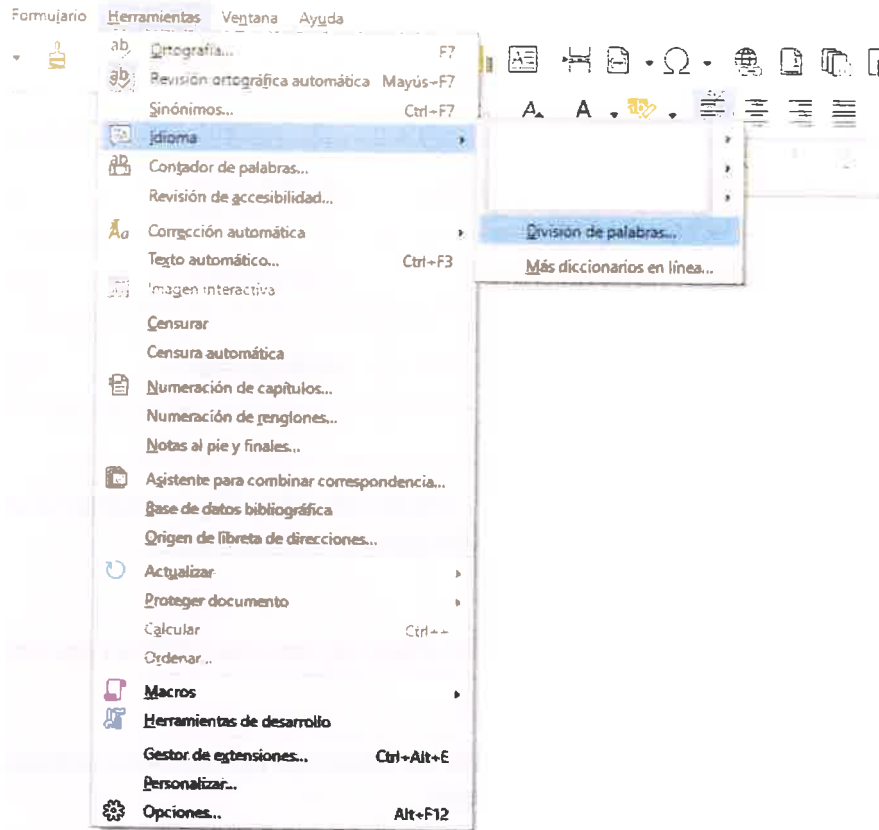 Formulario Herramientas Ventana Ayuda
Ortografía... F7
Revisión ortográfica automática Mayús+F7
Sinónimos... Ctrl+F7
Idioma
Contador de palabras...
Revisión de accesibilidad...
Corrección automática
Texto automático... Ctrl+F3
Imagen interactiva
Censurar
Censura automática
Numeración de capítulos...
Numeración de renglones...
Notas al pie y finales...
Asistente para combinar correspondencia...
Base de datos bibliográfica
Origen de libreta de direcciones...
Actualizar
Proteger documento
Calcular Ctrl++
Ordenar...
Macros
Herramientas de desarrollo
Gestor de extensiones... Ctrl+Alt+E
Personalizar...
Opciones... Alt+F12
División de palabras...
Más diccionarios en línea...